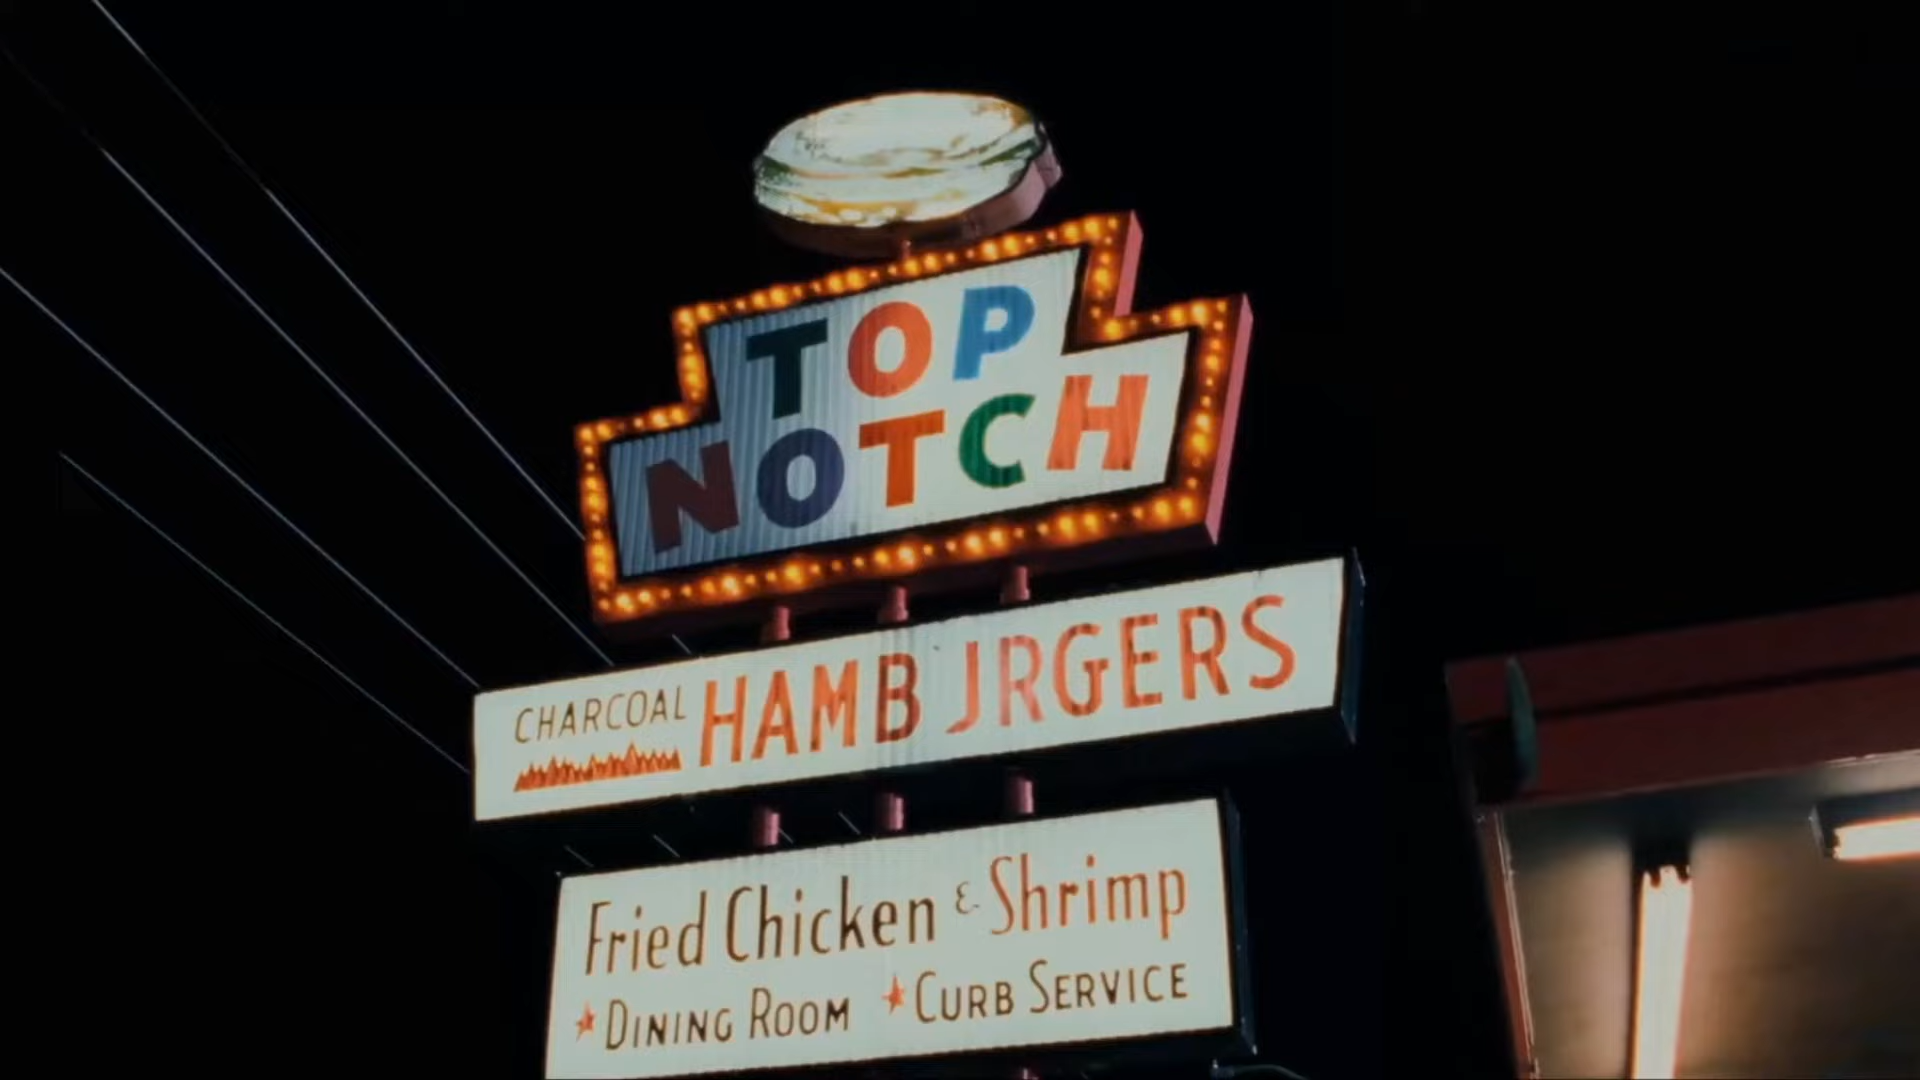 TOP
NOTCH
CHARCOAL HAMB JRGERS
Fried Chicken & Shrimp
★ DINING ROOM ★ CURB SERVICE